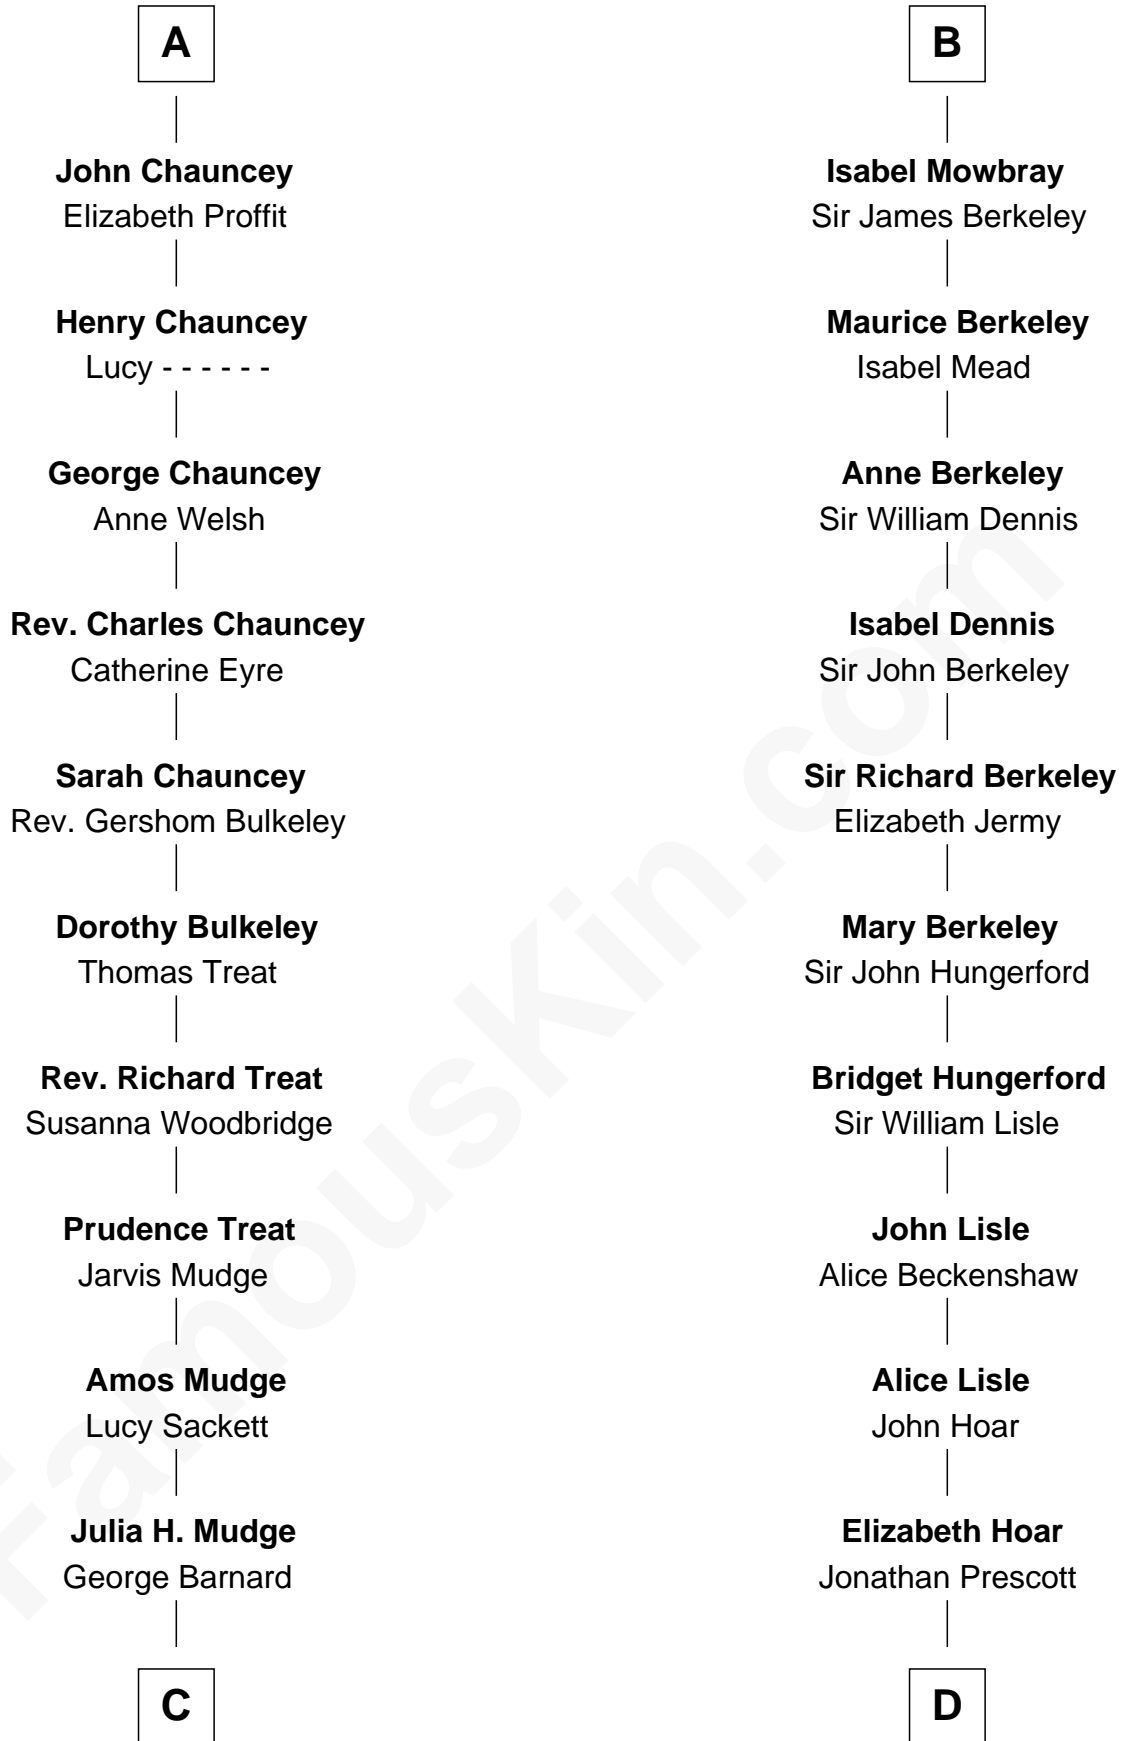 A
John Chauncey
Elizabeth Proffit
Henry Chauncey
Lucy - - - - - -
George Chauncey
Anne Welsh
Rev. Charles Chauncey
Catherine Eyre
Sarah Chauncey
Rev. Gershom Bulkeley
Dorothy Bulkeley
Thomas Treat
Rev. Richard Treat
Susanna Woodbridge
Prudence Treat
Jarvis Mudge
Amos Mudge
Lucy Sackett
Julia H. Mudge
George Barnard
C
B
Isabel Mowbray
Sir James Berkeley
Maurice Berkeley
Isabel Mead
Anne Berkeley
Sir William Dennis
Isabel Dennis
Sir John Berkeley
Sir Richard Berkeley
Elizabeth Jermy
Mary Berkeley
Sir John Hungerford
Bridget Hungerford
Sir William Lisle
John Lisle
Alice Beckenshaw
Alice Lisle
John Hoar
Elizabeth Hoar
Jonathan Prescott
D
FamousKin.com